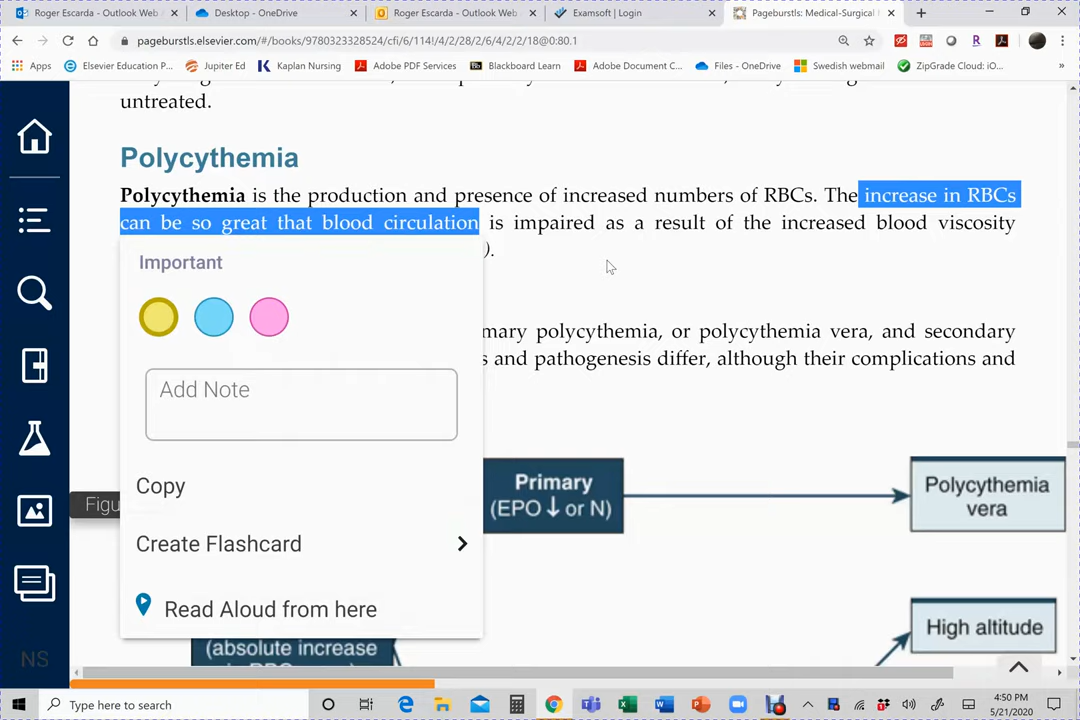 Roger Escarda - Outlook Web
Desktop - OneDrive
Roger Escarda - Outlook Web
Examsoft | Login
Pageburstls: Medical-Surgical
pageburstls.elsevier.com/#/books/9780323328524/cfi/6/114!/4/2/28/2/6/4/2/2/18@0:80.1
Apps
Elsevier Education P...
Jupiter Ed
Kaplan Nursing
Adobe PDF Services
Blackboard Learn
Adobe Document C...
Files - OneDrive
Swedish webmail
ZipGrade Cloud: iO...
untreated.
Polycythemia
Polycythemia is the production and presence of increased numbers of RBCs. The increase in RBCs
can be so great that blood circulation is impaired as a result of the increased blood viscosity
).
Important
mary polycythemia, or polycythemia vera, and secondary
s and pathogenesis differ, although their complications and
Add Note
Copy
Create Flashcard
Read Aloud from here
Figu
Primary
(EPO ↓ or N)
Polycythemia
vera
High altitude
(absolute increase
NS
Type here to search
4:50 PM
5/21/2020